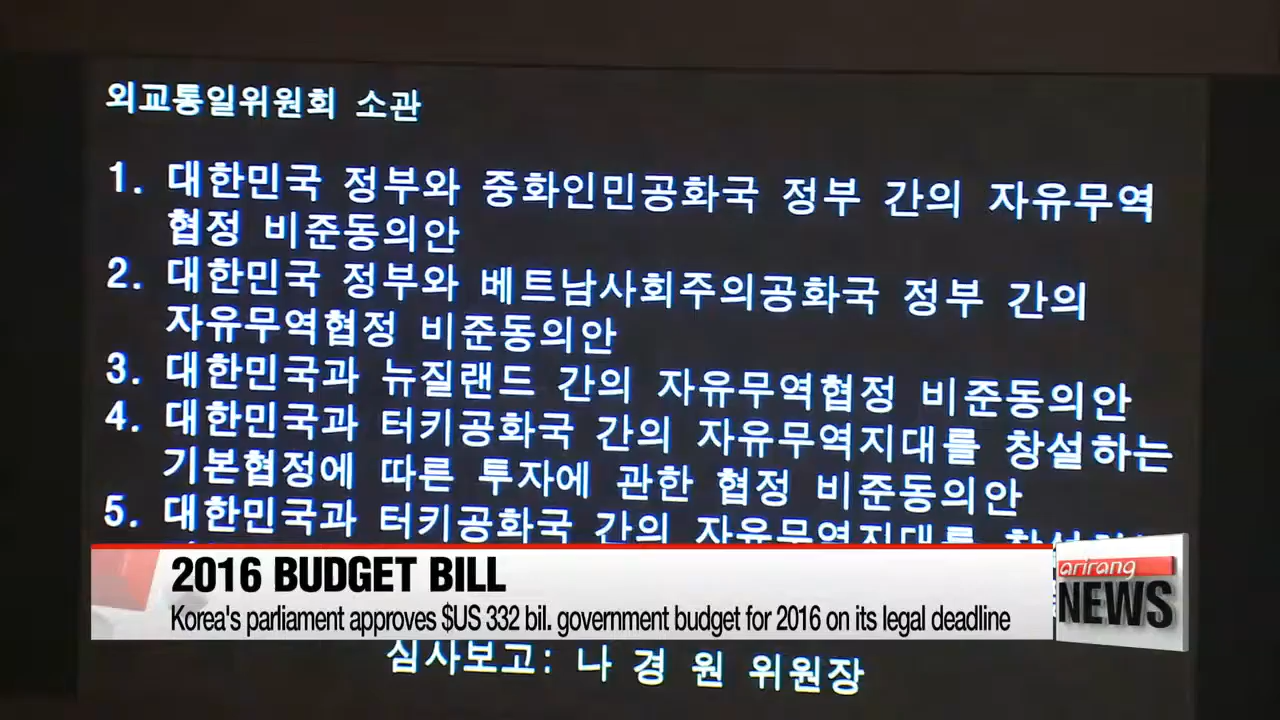 외교통일위원회 소관
1. 대한민국 정부와 중화인민공화국 정부 간의 자유무역
협정 비준동의안
2. 대한민국 정부와 베트남사회주의공화국 정부 간의
자유무역협정 비준동의안
3. 대한민국과 뉴질랜드 간의 자유무역협정 비준동의안
4. 대한민국과 터키공화국 간의 자유무역지대를 창설하는
기본협정에 따른 투자에 관한 협정 비준동의안
5. 대한민국과 터키공화국 간의 자유무역지대를
2016 BUDGET BILL
Korea's parliament approves $US 332 bil. government budget for 2016 on its legal deadline
arirang
NEWS
심사보고: 나 경 원 위원장